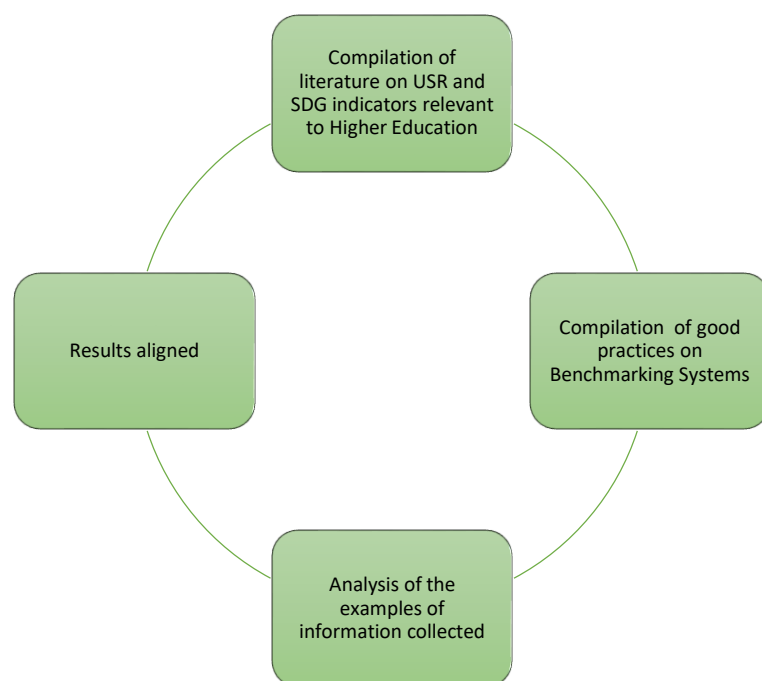 Compilation of
literature on USR and
SDG indicators relevant
to Higher Education
Compilation  of good
practices on
Benchmarking Systems
Analysis of the
examples of
information collected
Results aligned